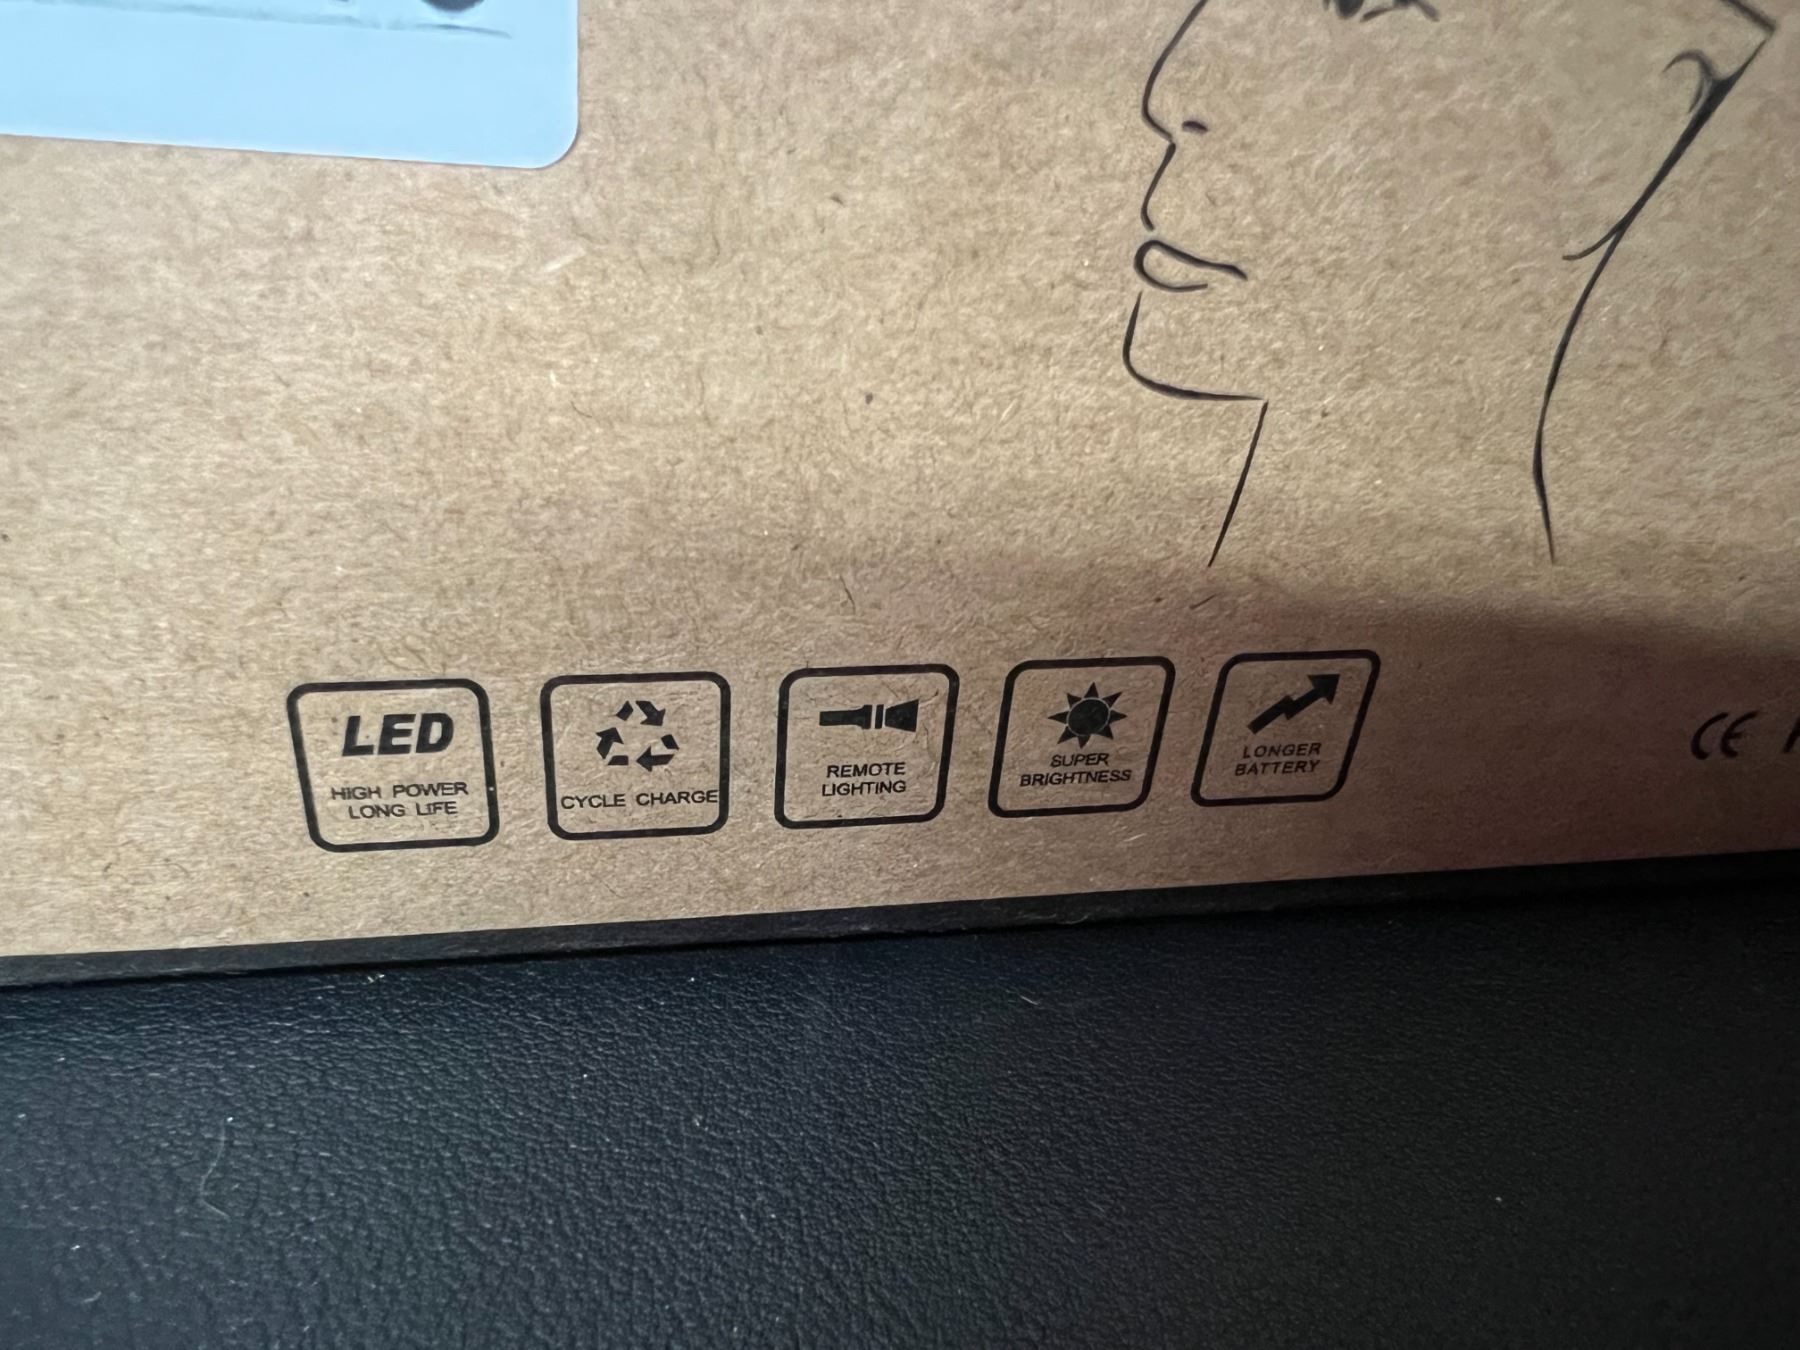 LED
HIGH POWER
LONG LIFE
CYCLE CHARGE
REMOTE
LIGHTING
SUPER
BRIGHTNESS
LONGER
BATTERY
CE